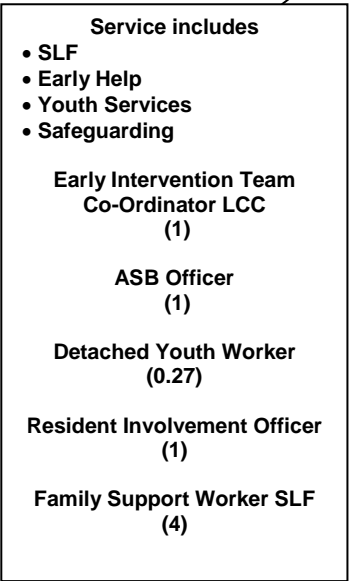 Service includes
• SLF
• Early Help
• Youth Services
• Safeguarding
Early Intervention Team
Co-Ordinator LCC
(1)
ASB Officer
(1)
Detached Youth Worker
(0.27)
Resident Involvement Officer
(1)
Family Support Worker SLF
(4)